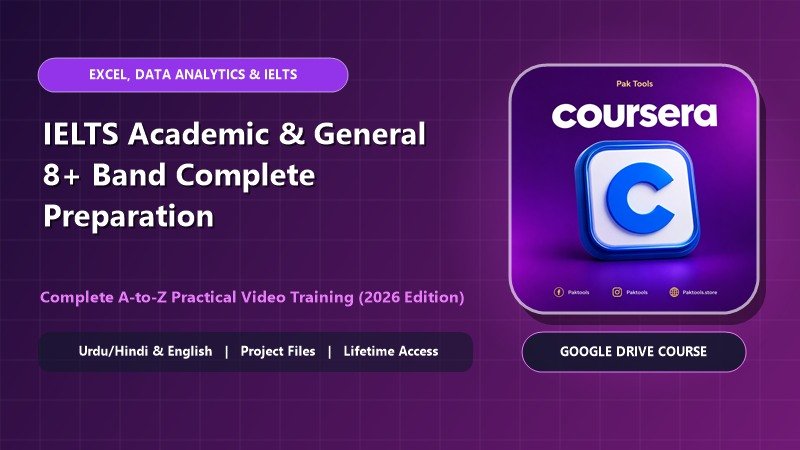 EXCEL, DATA ANALYTICS & IELTS
IELTS Academic & General
8+ Band Complete
Preparation
Complete A-to-Z Practical Video Training (2026 Edition)
Urdu/Hindi & English | Project Files | Lifetime Access
Pak Tools
coursera
C
Paktools
Paktools
Paktools.store
GOOGLE DRIVE COURSE